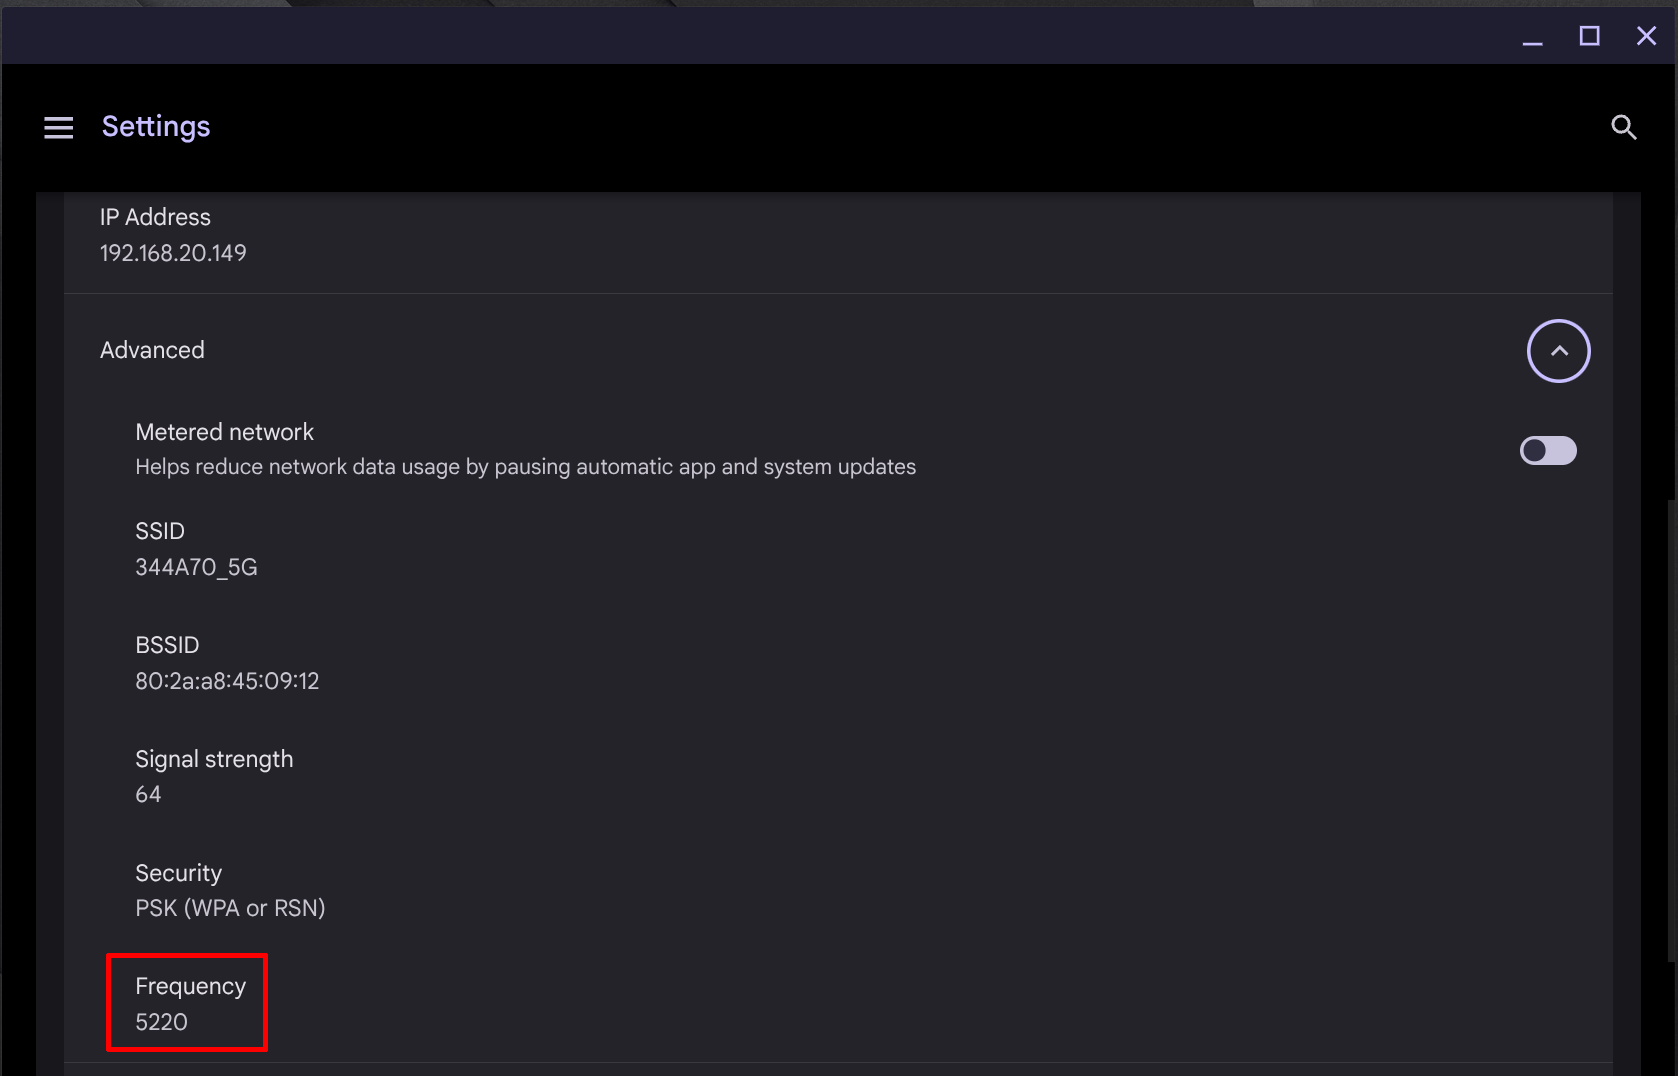 Settings
IP Address
192.168.20.149
Advanced
Metered network
Helps reduce network data usage by pausing automatic app and system updates
SSID
344A70_5G
BSSID
80:2a:a8:45:09:12
Signal strength
64
Security
PSK (WPA or RSN)
Frequency
5220